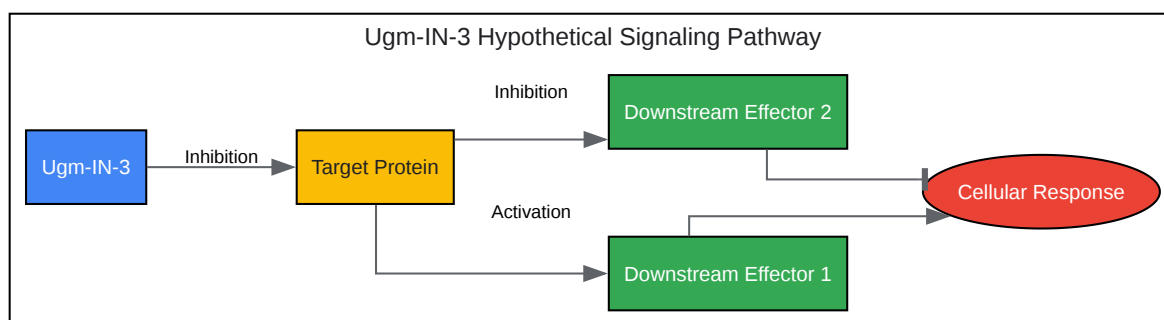 Ugm-IN-3 Hypothetical Signaling Pathway
Inhibition
Downstream Effector 2
Ugm-IN-3
Inhibition
Target Protein
Cellular Response
Activation
Downstream Effector 1